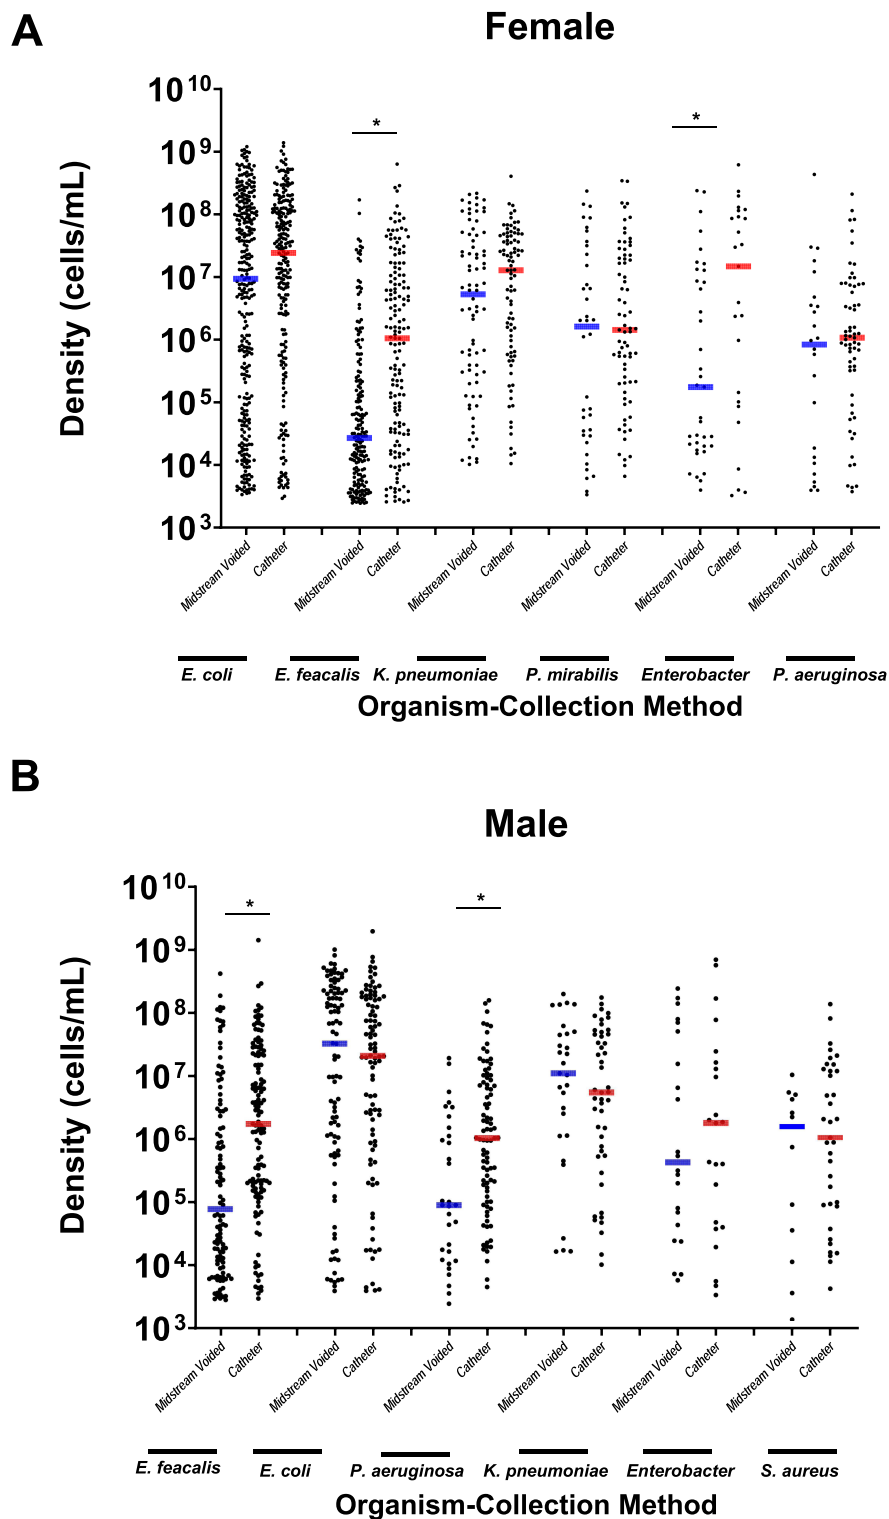 A
Female
Density (cells/mL)
10^10
10^9
10^8
10^7
10^6
10^5
10^4
10^3
*
*
Midstream Voided
Catheter
Midstream Voided
Catheter
Midstream Voided
Catheter
Midstream Voided
Catheter
Midstream Voided
Catheter
Midstream Voided
Catheter
E. coli
E. feacalis
K. pneumoniae
P. mirabilis
Enterobacter
P. aeruginosa
Organism-Collection Method
B
Male
Density (cells/mL)
10^10
10^9
10^8
10^7
10^6
10^5
10^4
10^3
*
*
Midstream Voided
Catheter
Midstream Voided
Catheter
Midstream Voided
Catheter
Midstream Voided
Catheter
Midstream Voided
Catheter
Midstream Voided
Catheter
E. feacalis
E. coli
P. aeruginosa
K. pneumoniae
Enterobacter
S. aureus
Organism-Collection Method